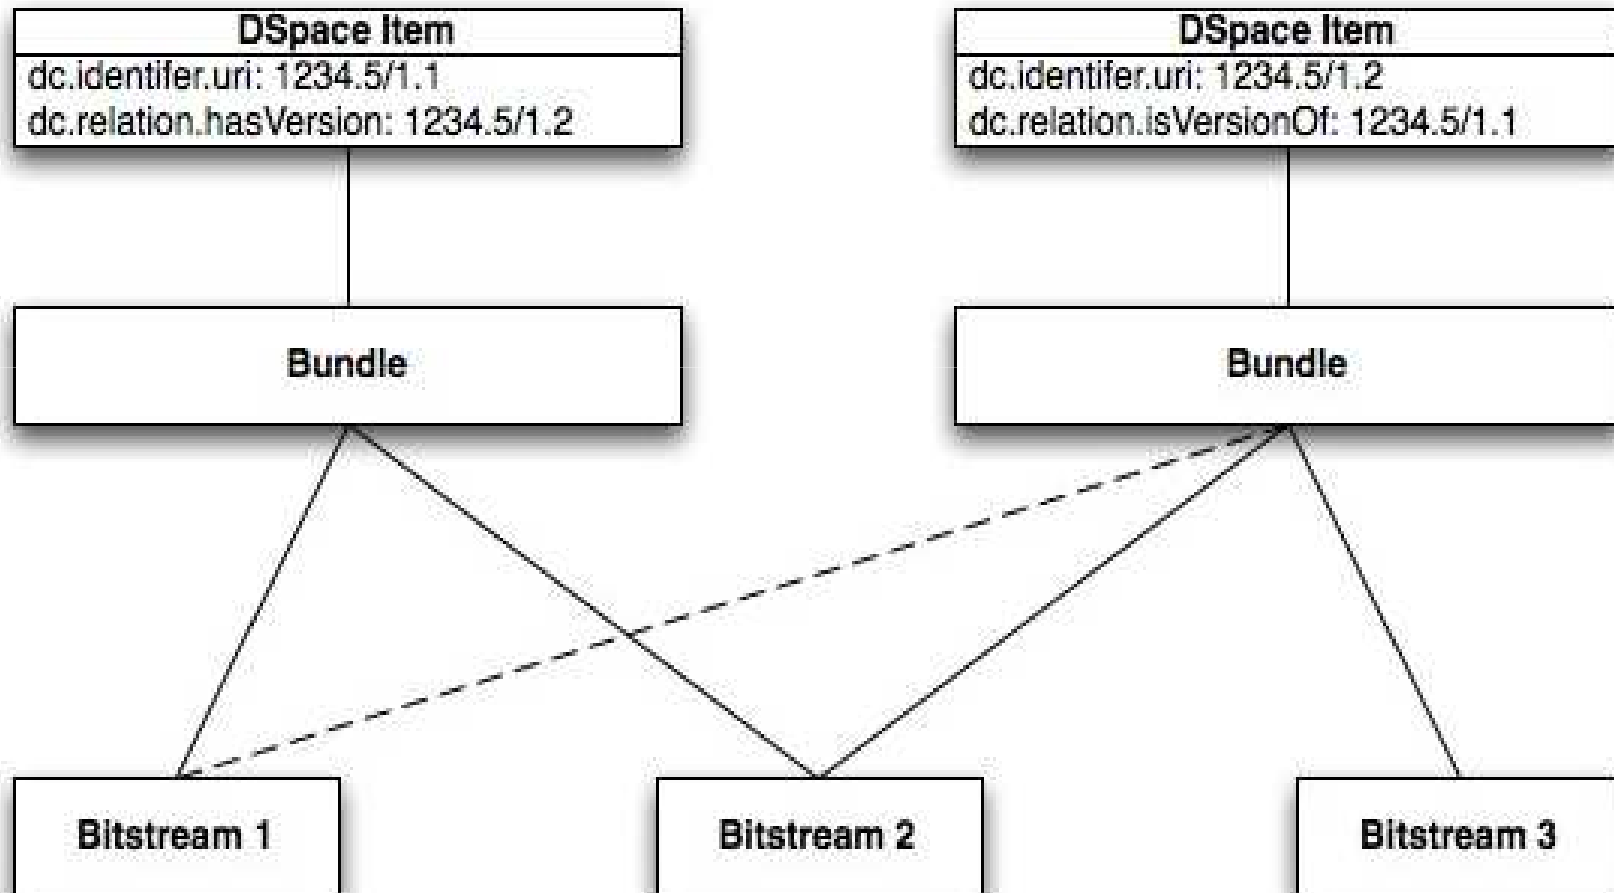 DSpace Item
dc.identifer.uri: 1234.5/1.1
dc.relation.hasVersion: 1234.5/1.2
DSpace Item
dc.identifer.uri: 1234.5/1.2
dc.relation.isVersionOf: 1234.5/1.1
Bundle
Bundle
Bitstream 1
Bitstream 2
Bitstream 3